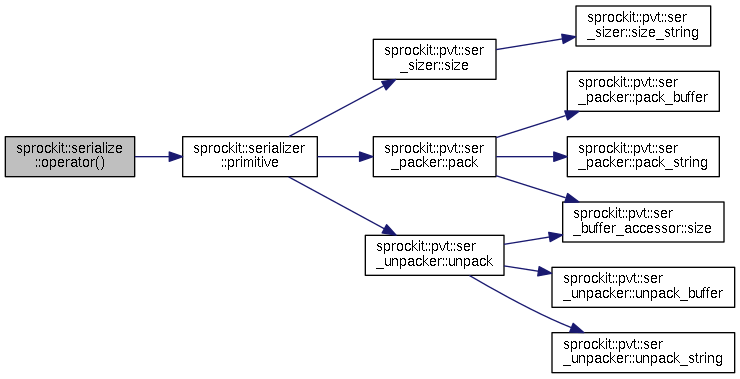 sprockit::serialize
::operator()
sprockit::serializer
::primitive
sprockit::pvt::ser
_sizer::size
sprockit::pvt::ser
_packer::pack
sprockit::pvt::ser
_unpacker::unpack
sprockit::pvt::ser
_sizer::size_string
sprockit::pvt::ser
_packer::pack_buffer
sprockit::pvt::ser
_packer::pack_string
sprockit::pvt::ser
_buffer_accessor::size
sprockit::pvt::ser
_unpacker::unpack_buffer
sprockit::pvt::ser
_unpacker::unpack_string